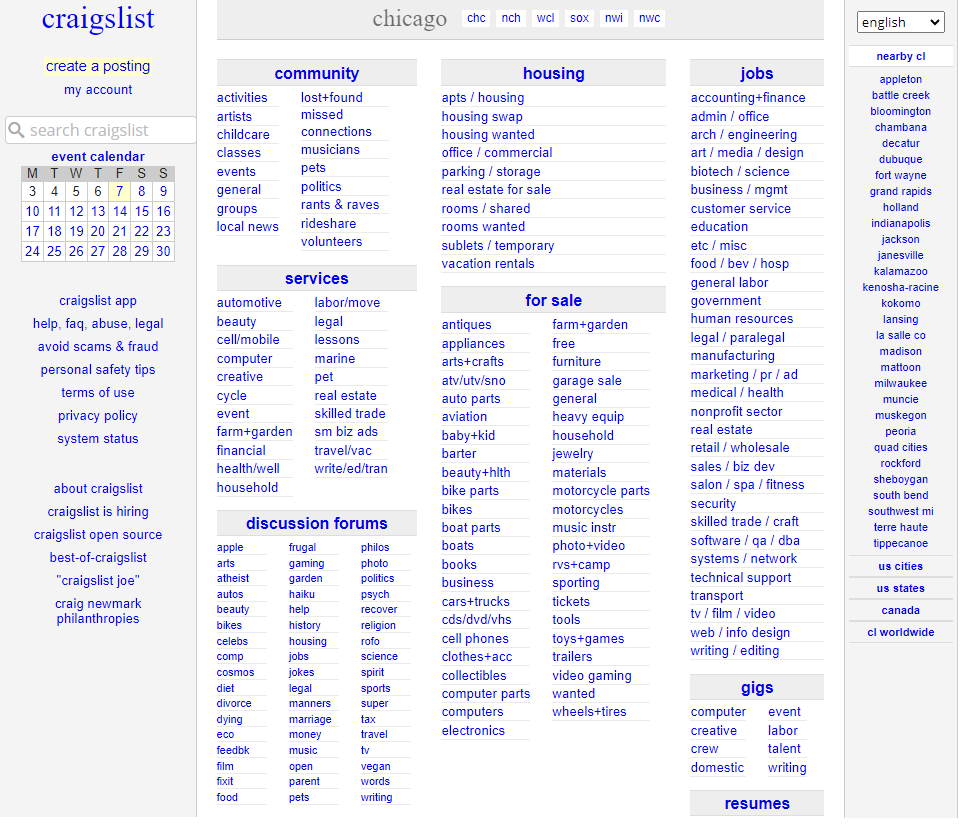 craigslist
create a posting
my account
search craigslist
event calendar
M T W T F S S
3 4 5 6 7 8 9
10 11 12 13 14 15 16
17 18 19 20 21 22 23
24 25 26 27 28 29 30
craigslist app
help, faq, abuse, legal
avoid scams & fraud
personal safety tips
terms of use
privacy policy
system status
about craigslist
craigslist is hiring
craigslist open source
best-of-craigslist
"craigslist joe"
craig newmark
philanthropies
chicago chc nch wcl sox nwi nwc
community
activities
artists
childcare
classes
events
general
groups
local news
lost+found
missed
connections
musicians
pets
politics
rants & raves
rideshare
volunteers
services
automotive
beauty
cell/mobile
computer
creative
cycle
event
farm+garden
financial
health/well
household
labor/move
legal
lessons
marine
pet
real estate
skilled trade
sm biz ads
travel/vac
write/ed/tran
discussion forums
apple
arts
atheist
autos
beauty
bikes
celebs
comp
cosmos
diet
divorce
dying
eco
feedbk
film
fixit
food
frugal
gaming
garden
haiku
help
history
housing
jobs
jokes
legal
manners
marriage
money
music
open
parent
pets
philos
photo
politics
psych
recover
religion
rofo
science
spirit
sports
super
tax
travel
tv
vegan
words
writing
housing
apts / housing
housing swap
housing wanted
office / commercial
parking / storage
real estate for sale
rooms / shared
rooms wanted
sublets / temporary
vacation rentals
for sale
antiques
appliances
arts+crafts
atv/utv/sno
auto parts
aviation
baby+kid
barter
beauty+hlth
bike parts
bikes
boat parts
boats
books
business
cars+trucks
cds/dvd/vhs
cell phones
clothes+acc
collectibles
computer parts
computers
electronics
farm+garden
free
furniture
garage sale
general
heavy equip
household
jewelry
materials
motorcycle parts
motorcycles
music instr
photo+video
rvs+camp
sporting
tickets
tools
toys+games
trailers
video gaming
wanted
wheels+tires
jobs
accounting+finance
admin / office
arch / engineering
art / media / design
biotech / science
business / mgmt
customer service
education
etc / misc
food / bev / hosp
general labor
government
human resources
legal / paralegal
manufacturing
marketing / pr / ad
medical / health
nonprofit sector
real estate
retail / wholesale
sales / biz dev
salon / spa / fitness
security
skilled trade / craft
software / qa / dba
systems / network
technical support
transport
tv / film / video
web / info design
writing / editing
gigs
computer
creative
crew
domestic
event
labor
talent
writing
resumes
english
nearby cl
appleton
battle creek
bloomington
chambana
decatur
dubuque
fort wayne
grand rapids
holland
indianapolis
jackson
janesville
kalamazoo
kenosha-racine
kokomo
lansing
la salle co
madison
mattoon
milwaukee
muncie
muskegon
peoria
quad cities
rockford
sheboygan
south bend
southwest mi
terre haute
tippecanoe
us cities
us states
canada
cl worldwide